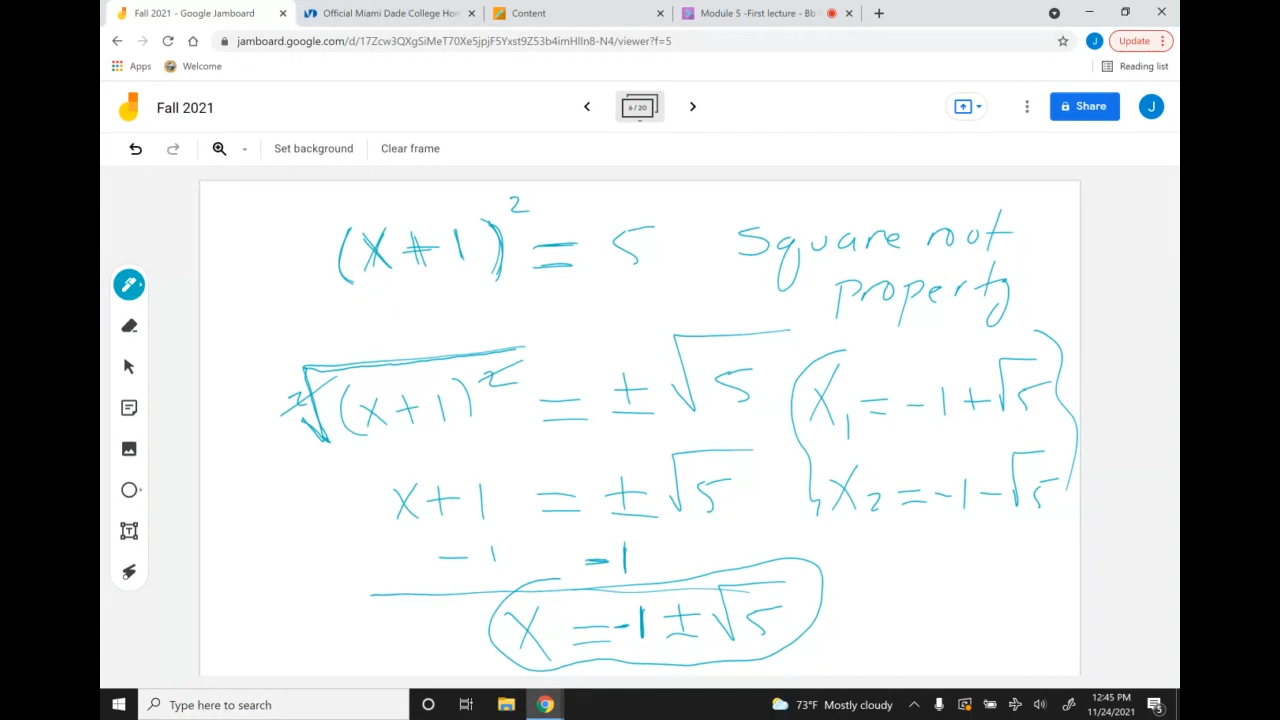 Fall 2021 - Google Jamboard
Official Miami Dade College Hom
Content
Module 5 -First lecture - Bb
jamboard.google.com/d/17Zcw3QXgSiMeT70Xe5jpjF5Yxst9Z53b4imHlln8-N4/viewer?f=5
Update
Apps
Welcome
Reading list
Fall 2021
6 / 20
Share
J
Set background
Clear frame
(x+1)² = 5
square root
property
²√(x+1)² = ±√5
x+1 = ±√5
-1 -1
x = -1 ± √5
x₁ = -1+√5
x₂ = -1-√5
Type here to search
73°F Mostly cloudy
12:45 PM
11/24/2021
5